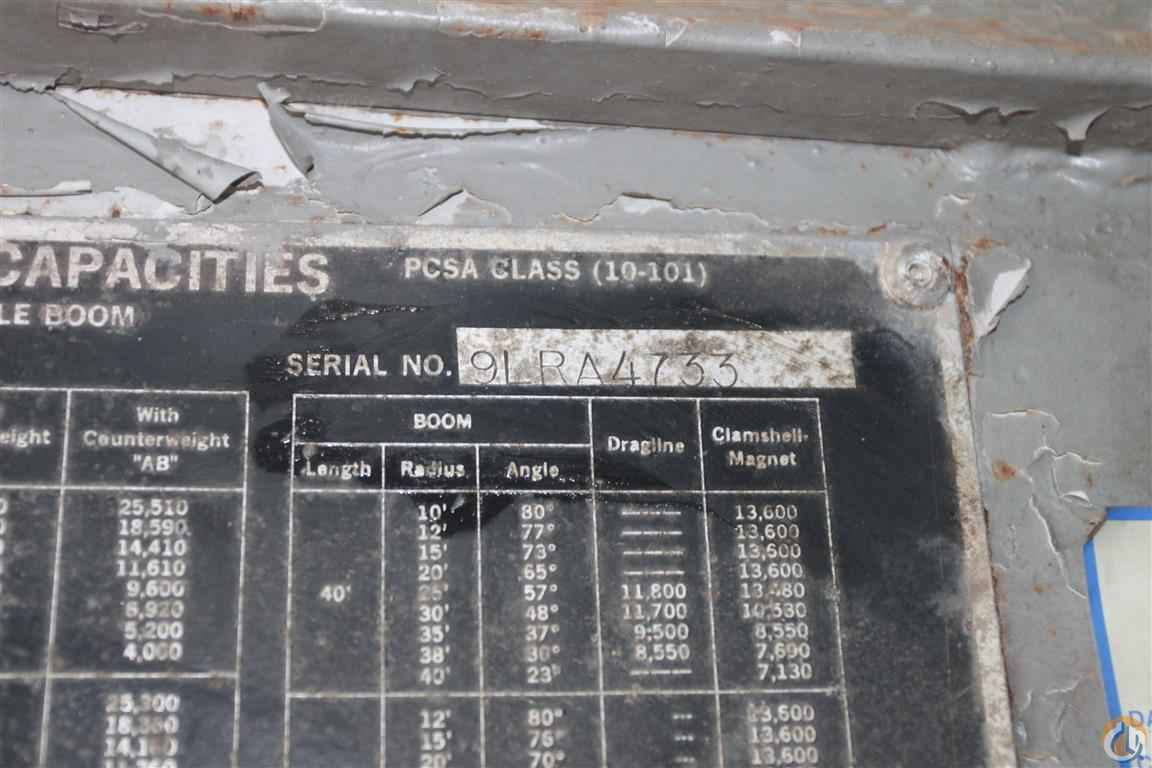 CAPACITIES PCSA CLASS (10-101)
LE BOOM
SERIAL NO. 9LRA4733
eight With Counterweight "AB"
BOOM Dragline Clamshell-Magnet
Length Radius Angle
25,510 10' 80° ——— 13,600
18,590 12' 77° ——— 13,600
14,410 15' 73° ——— 13,600
11,610 20' 65° ——— 13,600
9,600 40' 25' 57° 11,800 13,480
6,920 30' 48° 11,700 10,530
5,200 35' 37° 9,500 8,550
4,000 38' 30° 8,550 7,690
40' 23° ——— 7,130
25,300 12' 80° --- 13,600
15' 76° --- 13,600
20' 70° 13,600